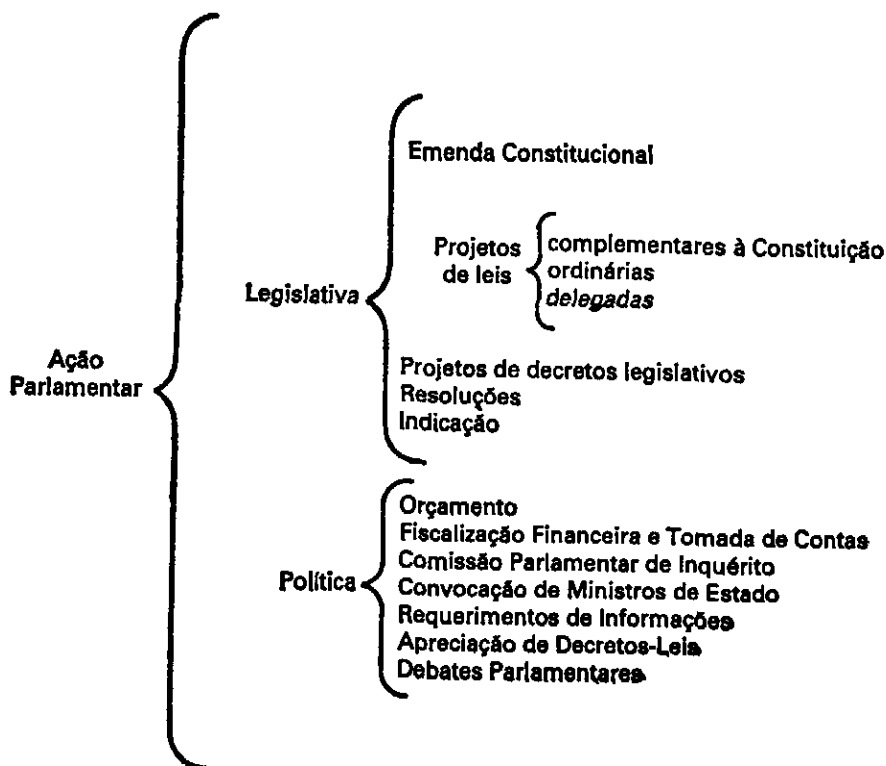 Ação
Parlamentar
Legislativa
Emenda Constitucional
Projetos
de leis
complementares à Constituição
ordinárias
delegadas
Projetos de decretos legislativos
Resoluções
Indicação
Política
Orçamento
Fiscalização Financeira e Tomada de Contas
Comissão Parlamentar de Inquérito
Convocação de Ministros de Estado
Requerimentos de Informações
Apreciação de Decretos-Leis
Debates Parlamentares